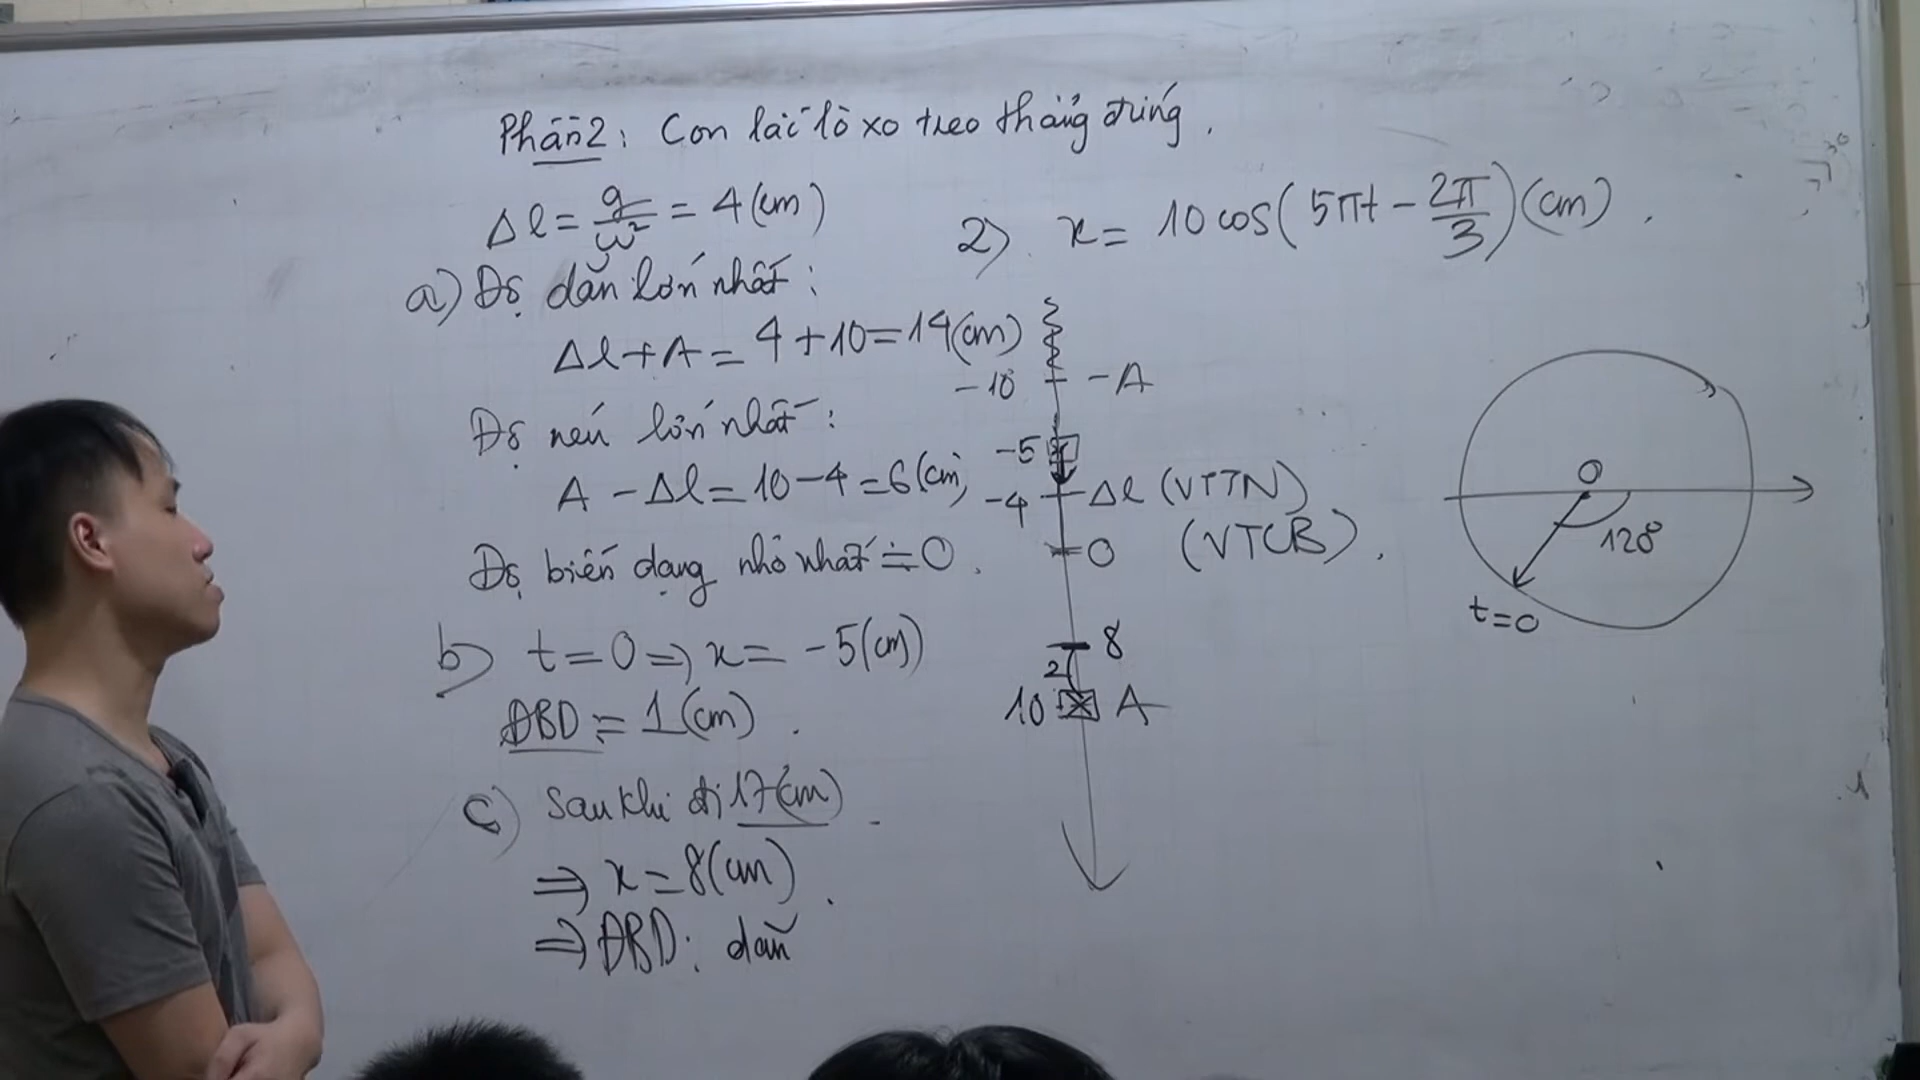 Phần 2: Con lắc lò xo treo thẳng đứng.
Δl = g/ω² = 4 (cm)
a) Độ dãn lớn nhất:
Δl + A = 4 + 10 = 14 (cm)
Độ nén lớn nhất:
A - Δl = 10 - 4 = 6 (cm)
Độ biến dạng nhỏ nhất = 0.
b) t = 0 => x = -5 (cm)
ĐBD = 1 (cm).
c) Sau khi đi 17 (cm).
=> x = 8 (cm).
=> ĐBD: dãn
2) x = 10 cos(5πt - 2π/3) (cm).
-10 -A
-5
-4 Δl (VTTN)
O (VTCB).
8
2
10 A
O
120°
t=0